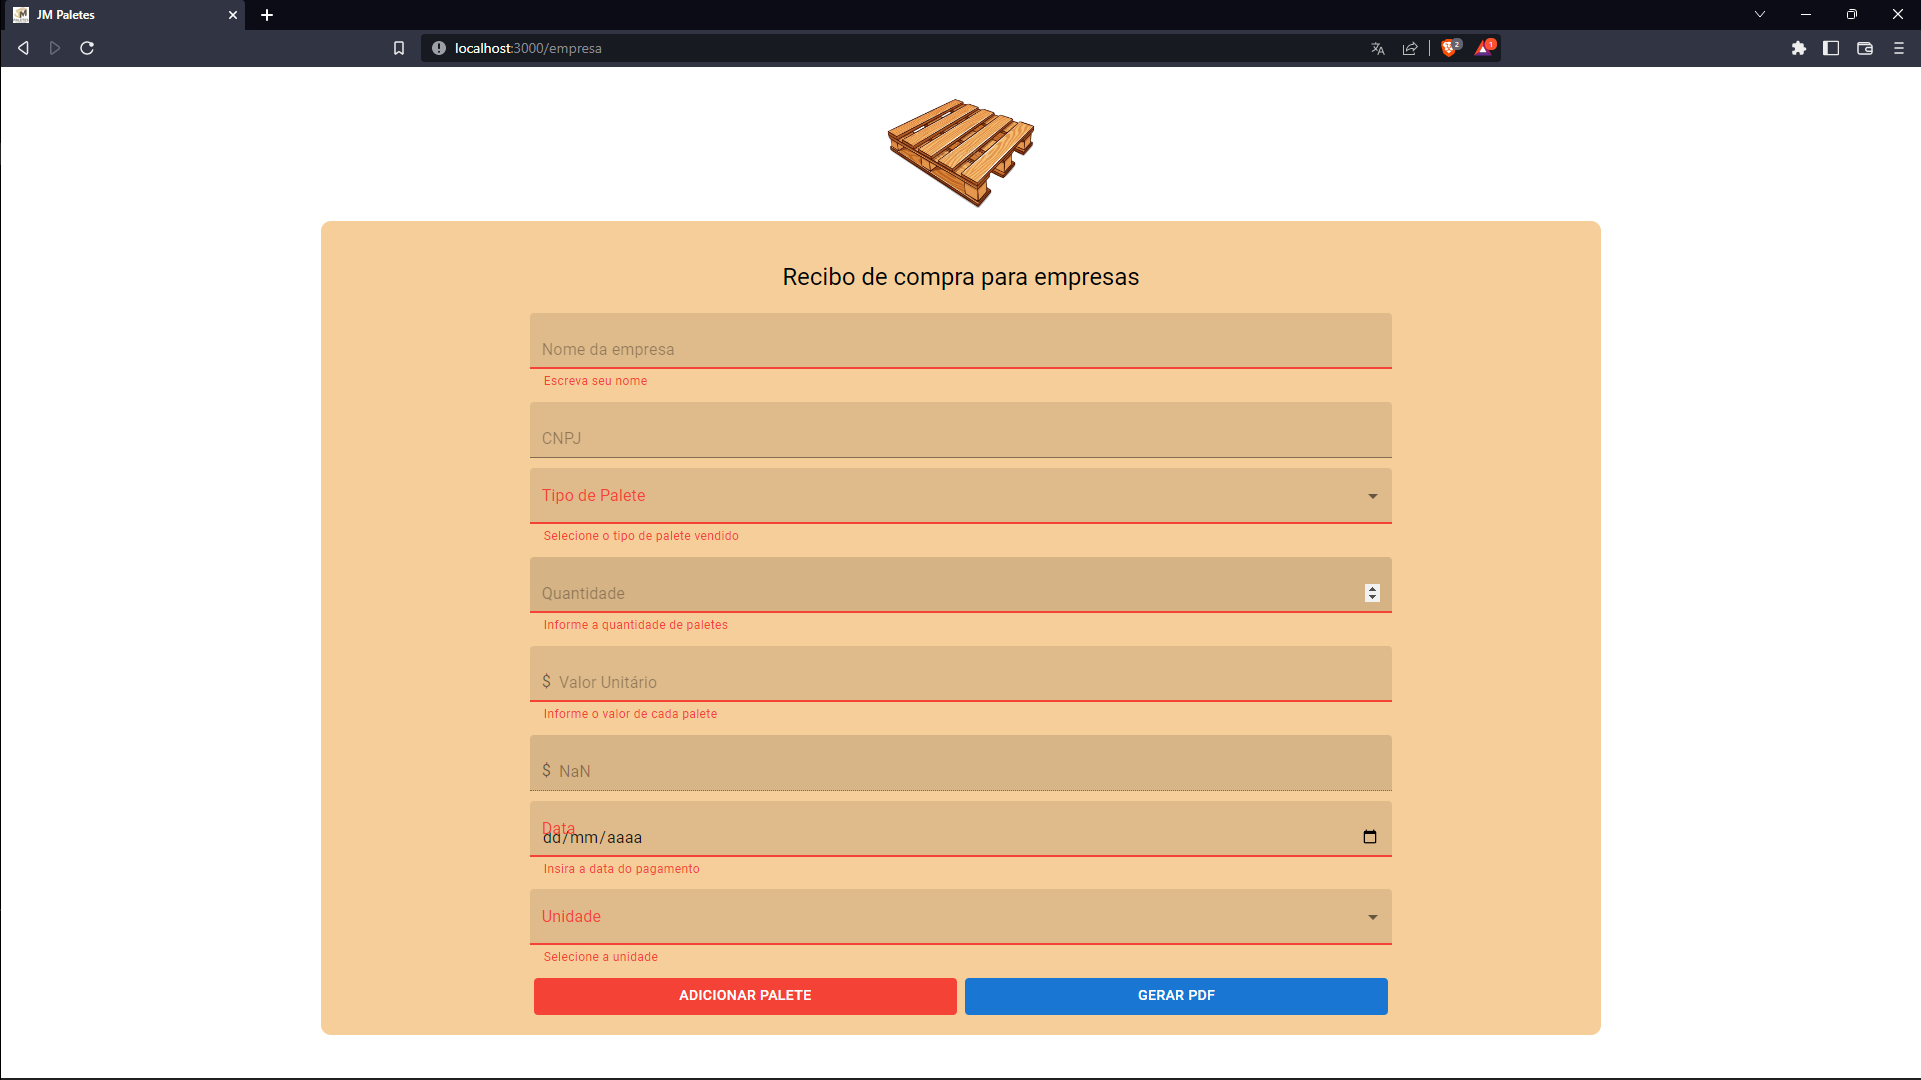 JM Paletes
localhost:3000/empresa
2
1
Recibo de compra para empresas
Nome da empresa
Escreva seu nome
CNPJ
Tipo de Palete
Selecione o tipo de palete vendido
Quantidade
Informe a quantidade de paletes
$ Valor Unitário
Informe o valor de cada palete
$ NaN
Data
dd/mm/aaaa
Insira a data do pagamento
Unidade
Selecione a unidade
ADICIONAR PALETE GERAR PDF